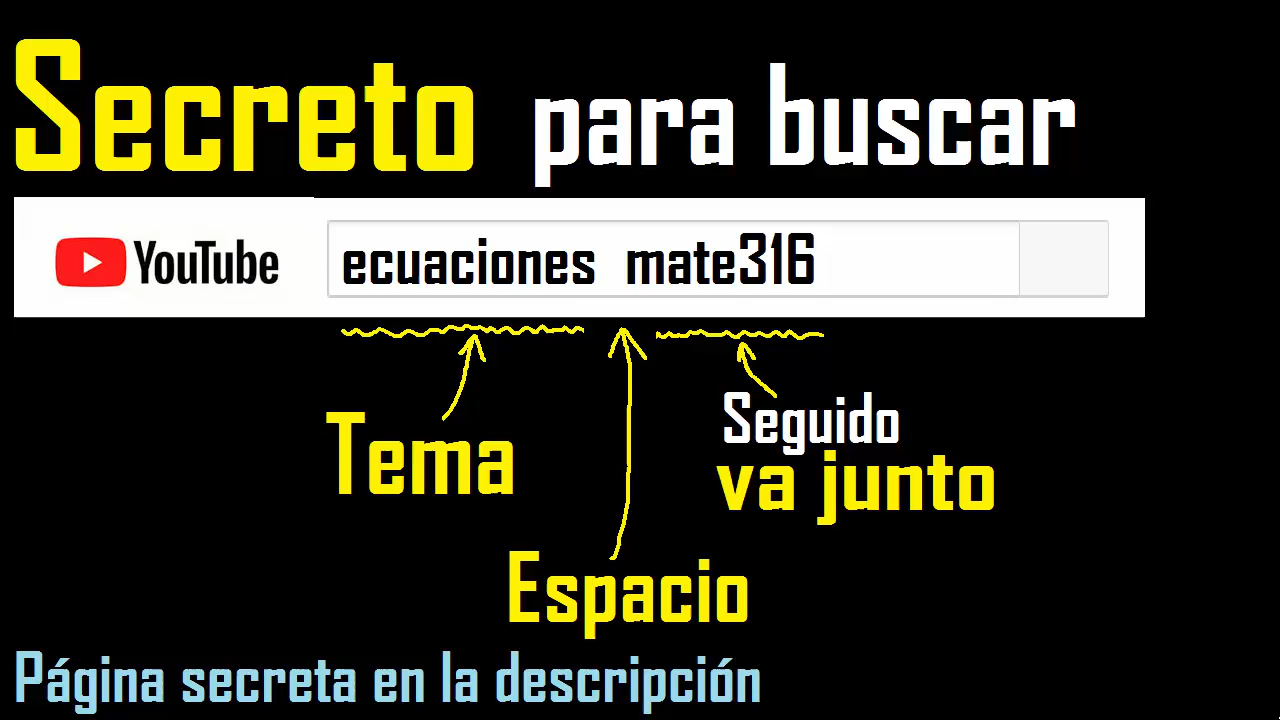 Secreto para buscar
YouTube ecuaciones mate316
Tema
Seguido
va junto
Espacio
Página secreta en la descripción